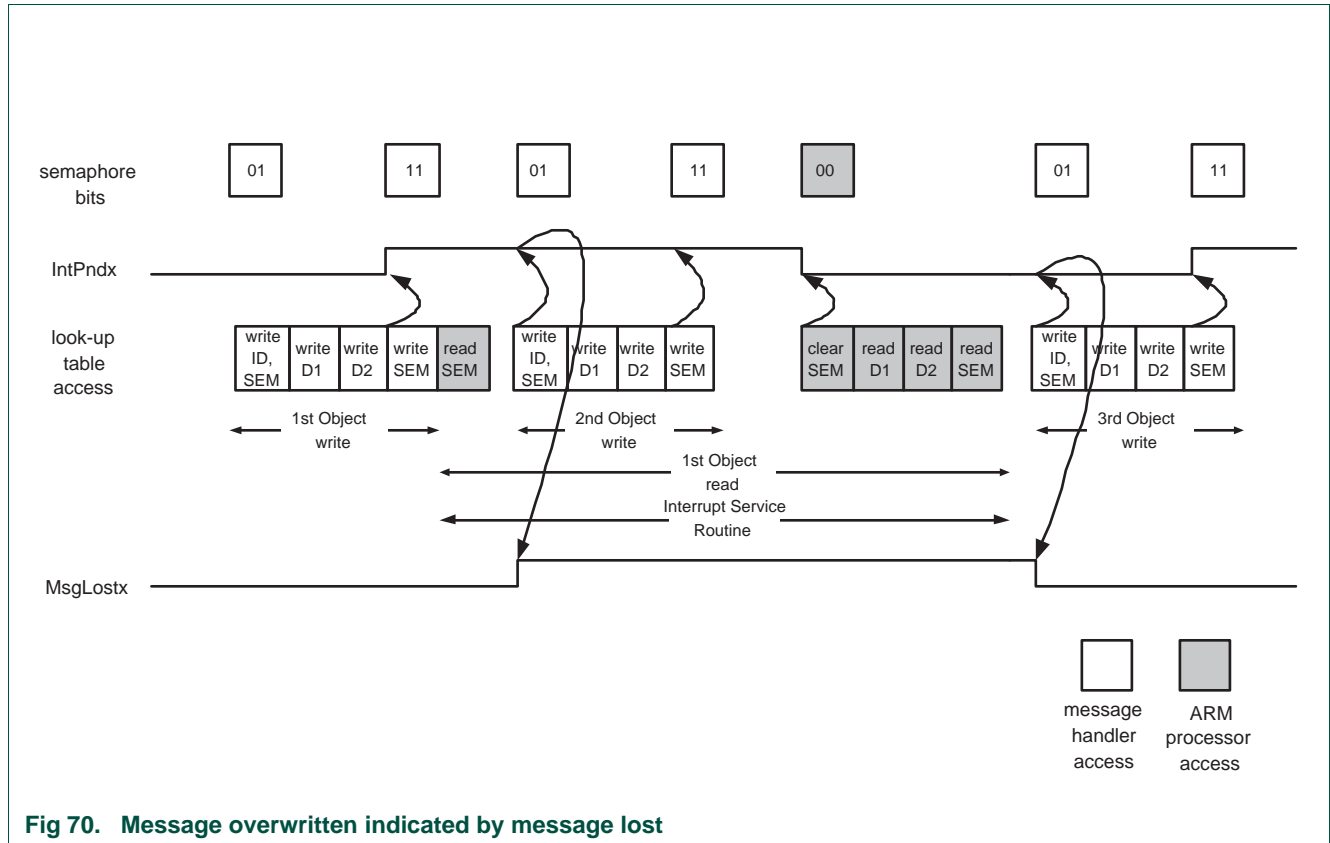 semaphore
bits
01
11
01
11
00
01
11
IntPndx
look-up
table
access
write
ID,
SEM
write
D1
write
D2
write
SEM
read
SEM
write
ID,
SEM
write
D1
write
D2
write
SEM
clear
SEM
read
D1
read
D2
read
SEM
write
ID,
SEM
write
D1
write
D2
write
SEM
1st Object
write
2nd Object
write
3rd Object
write
1st Object
read
Interrupt Service
Routine
MsgLostx
message
handler
access
ARM
processor
access
Fig 70. Message overwritten indicated by message lost